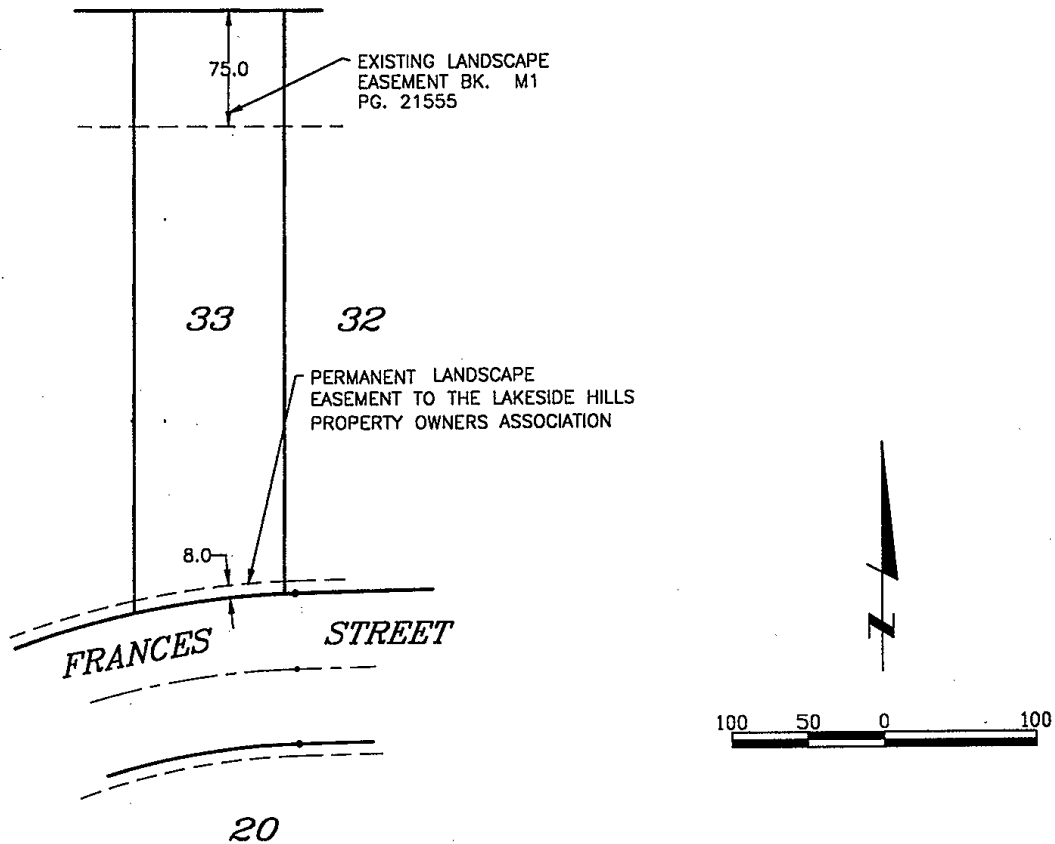 75.0
EXISTING LANDSCAPE
EASEMENT BK. M1
PG. 21555
33
32
PERMANENT LANDSCAPE
EASEMENT TO THE LAKESIDE HILLS
PROPERTY OWNERS ASSOCIATION
8.0
FRANCES STREET
N
100 50 0 100
20